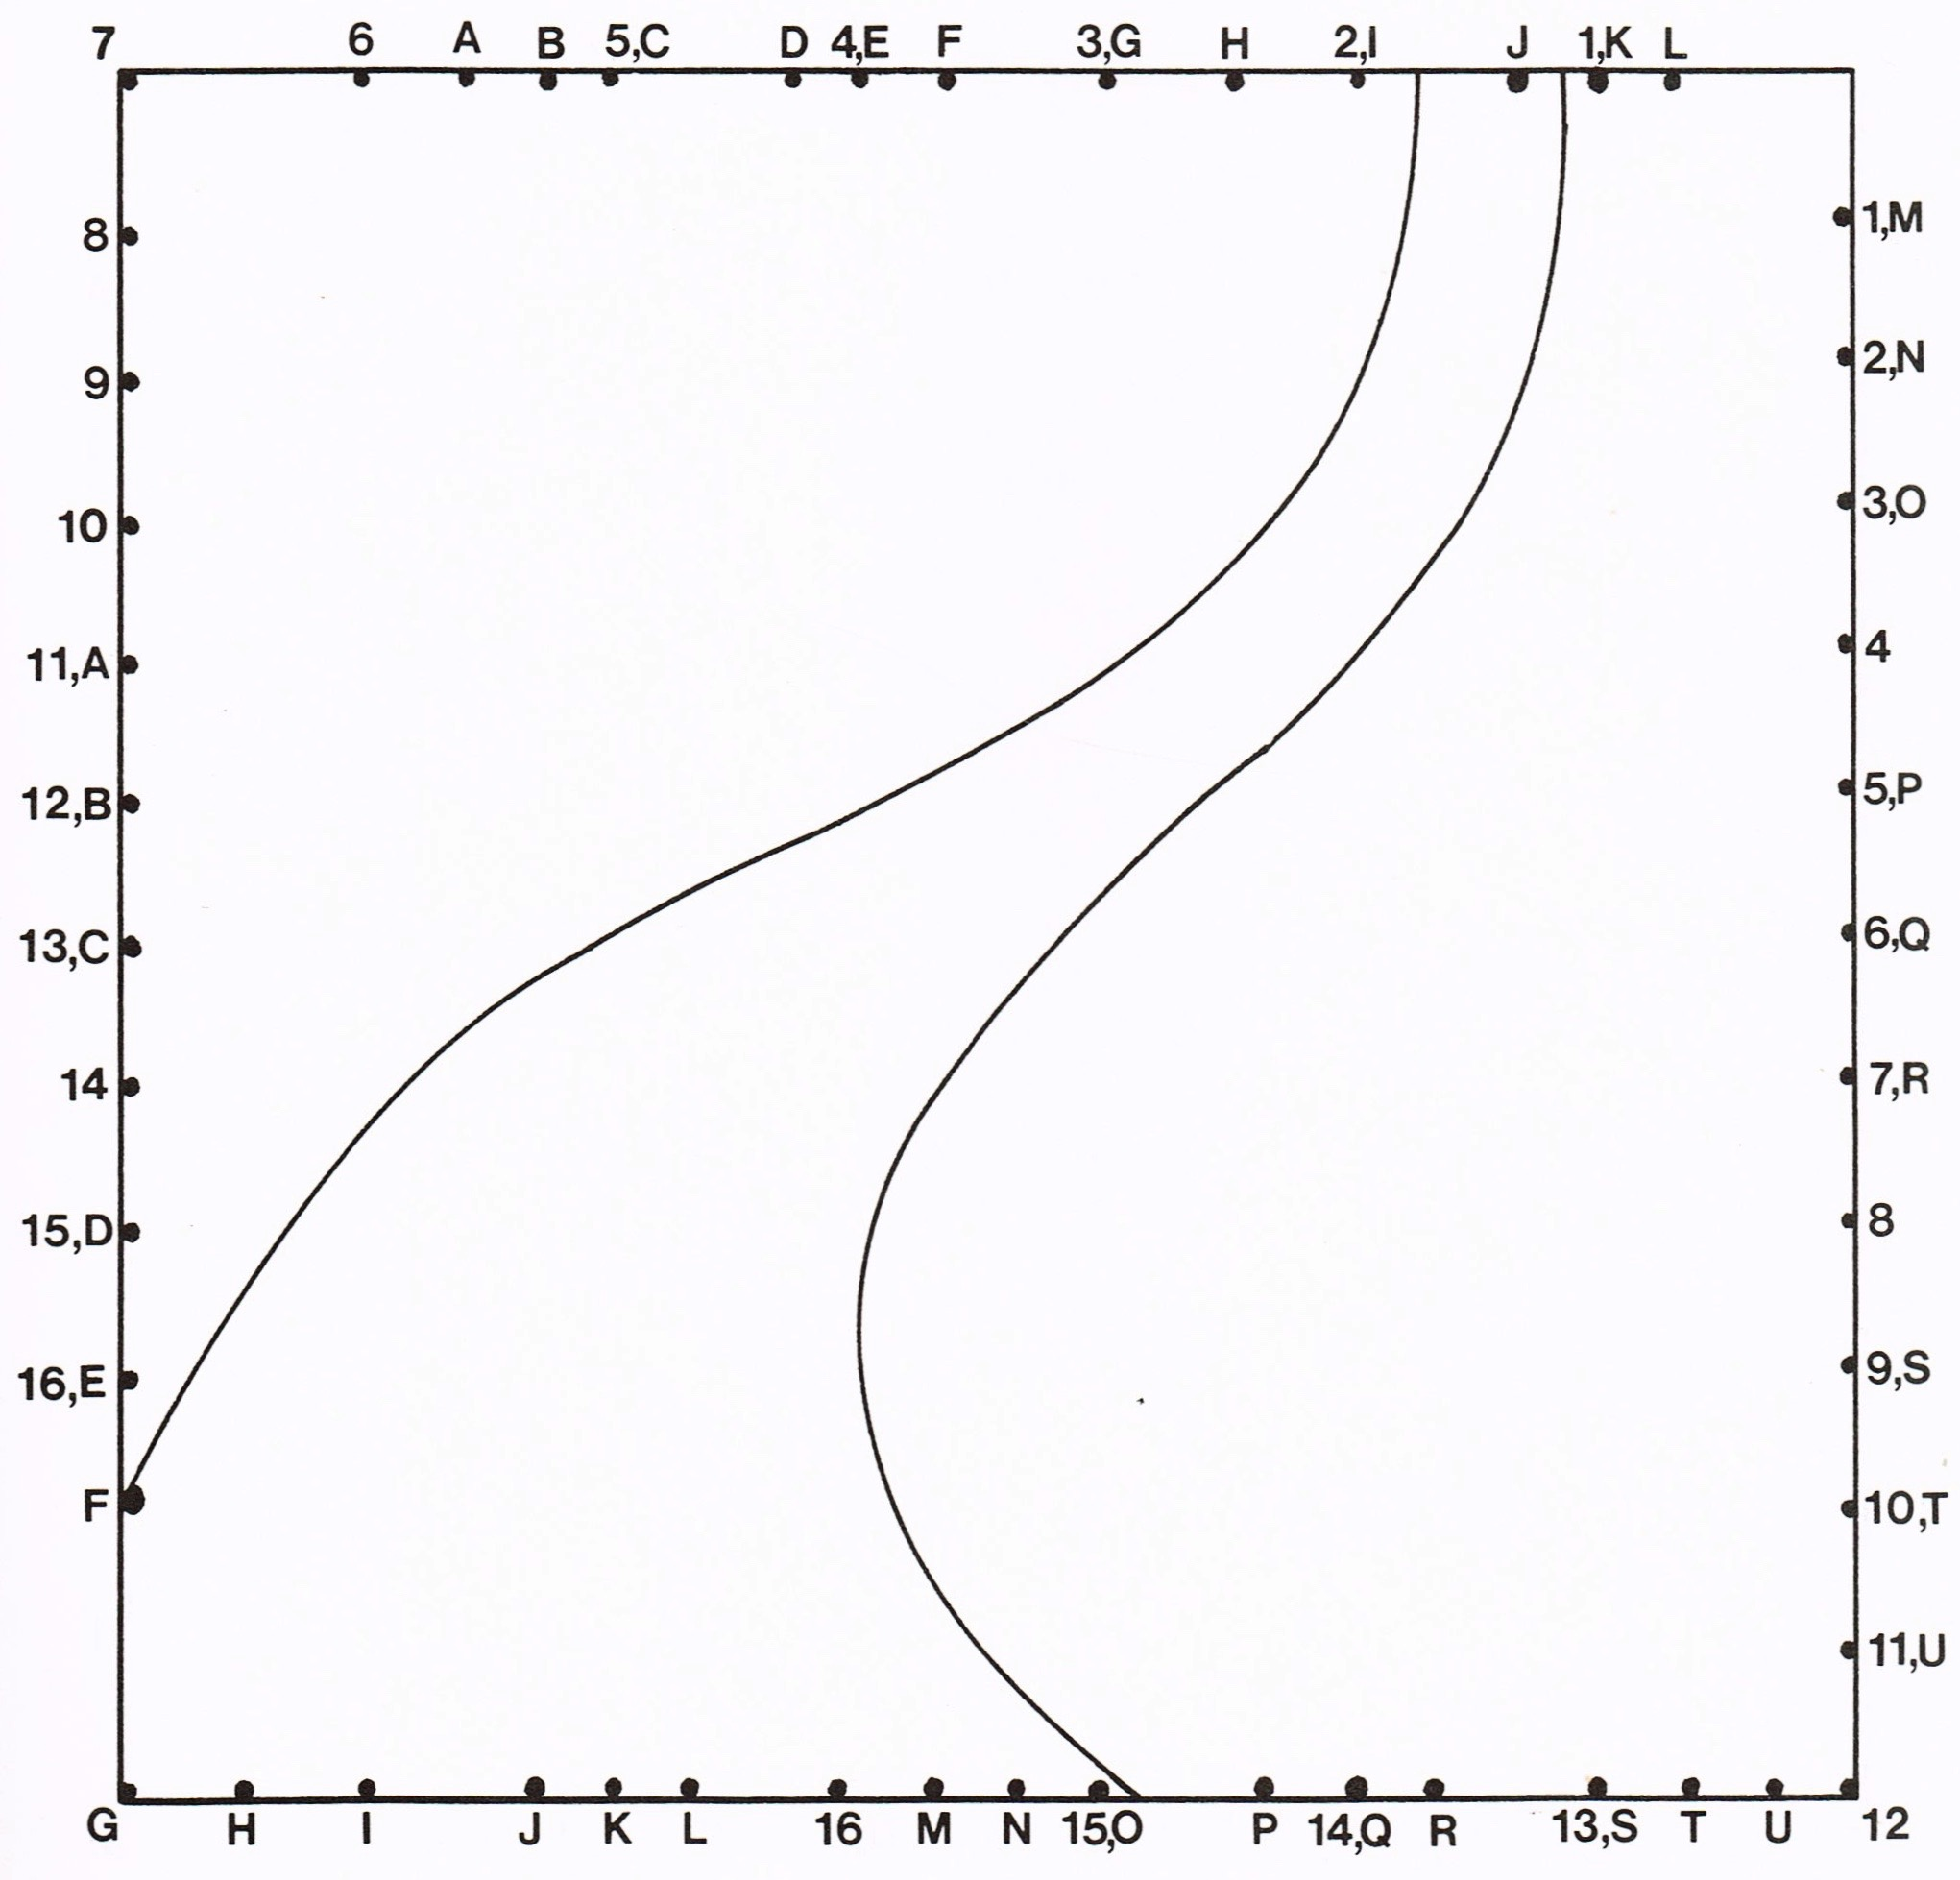 7 6 A B 5,C D 4,E F 3,G H 2,I J 1,K L
8 1,M
9 2,N
10 3,O
11,A 4
12,B 5,P
13,C 6,Q
14 7,R
15,D 8
16,E 9,S
F 10,T
11,U
G H I J K L 16 M N 15,O P 14,Q R 13,S T U 12